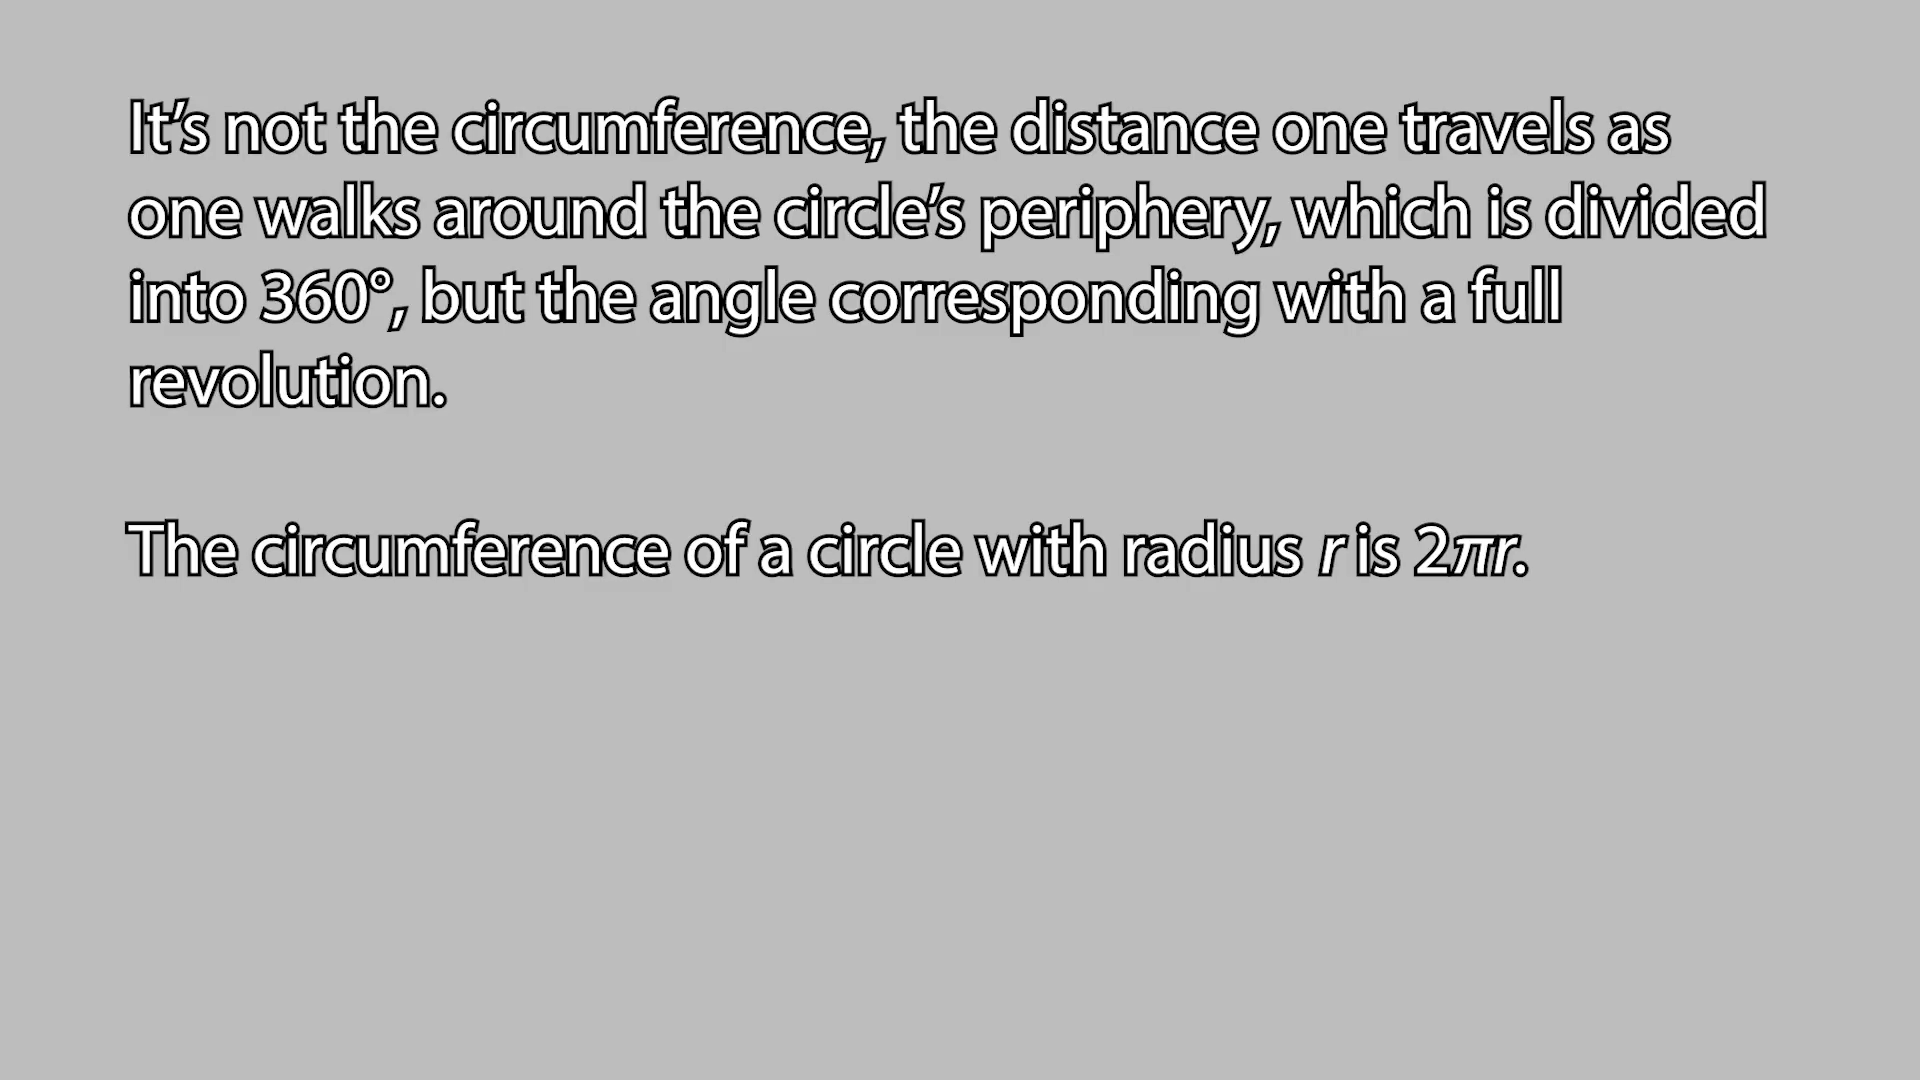 It’s not the circumference, the distance one travels as
one walks around the circle’s periphery, which is divided
into 360°, but the angle corresponding with a full
revolution.
The circumference of a circle with radius r is 2πr.